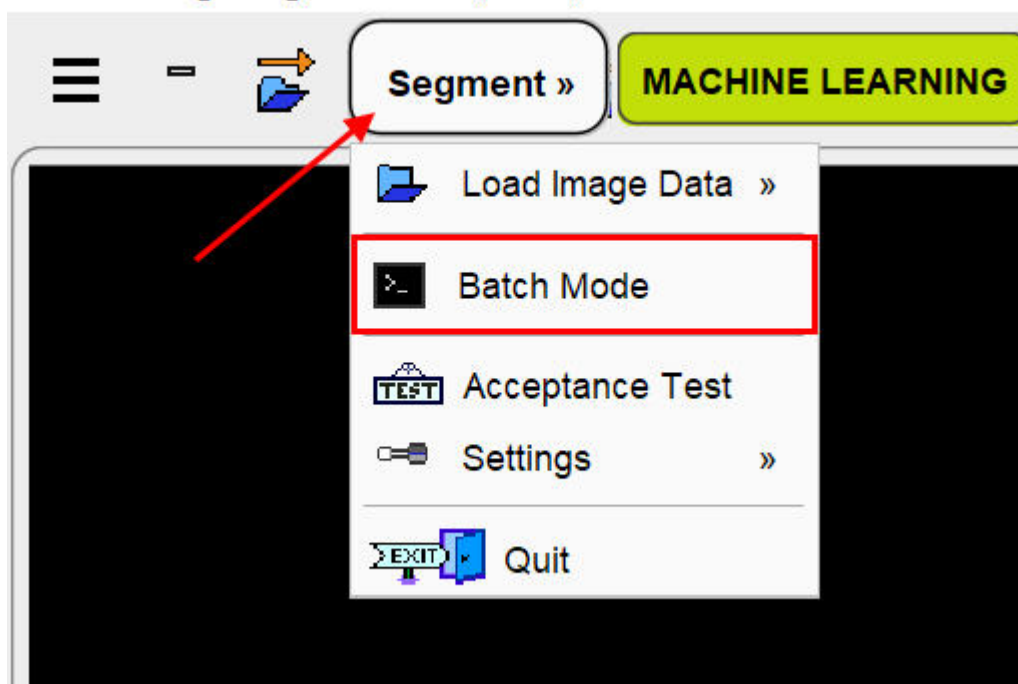 Segment »
MACHINE LEARNING
Load Image Data »
>_ Batch Mode
TEST Acceptance Test
Settings »
EXIT Quit